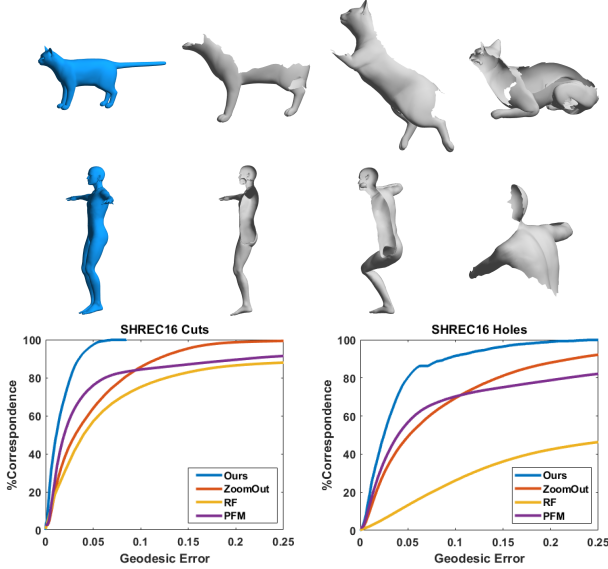 SHREC16 Cuts
100
80
60
40
20
0
%Correspondence
0 0.05 0.1 0.15 0.2 0.25
Geodesic Error
Ours
ZoomOut
RF
PFM
SHREC16 Holes
100
80
60
40
20
0
%Correspondence
0 0.05 0.1 0.15 0.2 0.25
Geodesic Error
Ours
ZoomOut
RF
PFM